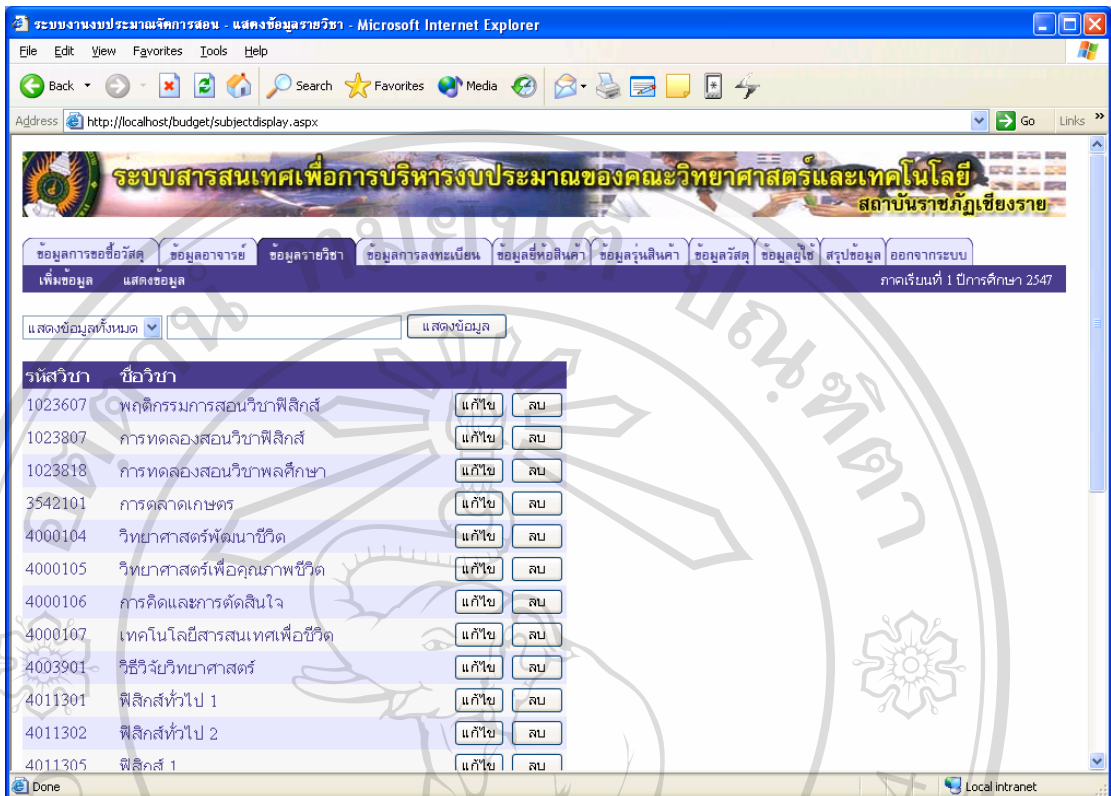 ระบบงานงบประมาณจัดการสอน - แสดงข้อมูลรายวิชา - Microsoft Internet Explorer
File Edit View Favorites Tools Help
Back Search Favorites Media
Address http://localhost/budget/subjectdisplay.aspx Go Links »
ระบบสารสนเทศเพื่อการบริหารงบประมาณของคณะวิทยาศาสตร์และเทคโนโลยี
สถาบันราชภัฏเชียงราย
ข้อมูลการขอซื้อวัสดุ ข้อมูลอาจารย์ ข้อมูลรายวิชา ข้อมูลการลงทะเบียน ข้อมูลยี่ห้อสินค้า ข้อมูลรุ่นสินค้า ข้อมูลวัสดุ ข้อมูลผู้ใช้ สรุปข้อมูล ออกจากระบบ
เพิ่มข้อมูล แสดงข้อมูล ภาคเรียนที่ 1 ปีการศึกษา 2547
แสดงข้อมูลทั้งหมด แสดงข้อมูล
รหัสวิชา ชื่อวิชา
1023607 พฤติกรรมการสอนวิชาฟิสิกส์ แก้ไข ลบ
1023807 การทดลองสอนวิชาฟิสิกส์ แก้ไข ลบ
1023818 การทดลองสอนวิชาพลศึกษา แก้ไข ลบ
3542101 การตลาดเกษตร แก้ไข ลบ
4000104 วิทยาศาสตร์พัฒนาชีวิต แก้ไข ลบ
4000105 วิทยาศาสตร์เพื่อคุณภาพชีวิต แก้ไข ลบ
4000106 การคิดและการตัดสินใจ แก้ไข ลบ
4000107 เทคโนโลยีสารสนเทศเพื่อชีวิต แก้ไข ลบ
4003901 วิธีวิจัยวิทยาศาสตร์ แก้ไข ลบ
4011301 ฟิสิกส์ทั่วไป 1 แก้ไข ลบ
4011302 ฟิสิกส์ทั่วไป 2 แก้ไข ลบ
4011305 ฟิสิกส์ 1 แก้ไข ลบ
Done Local intranet